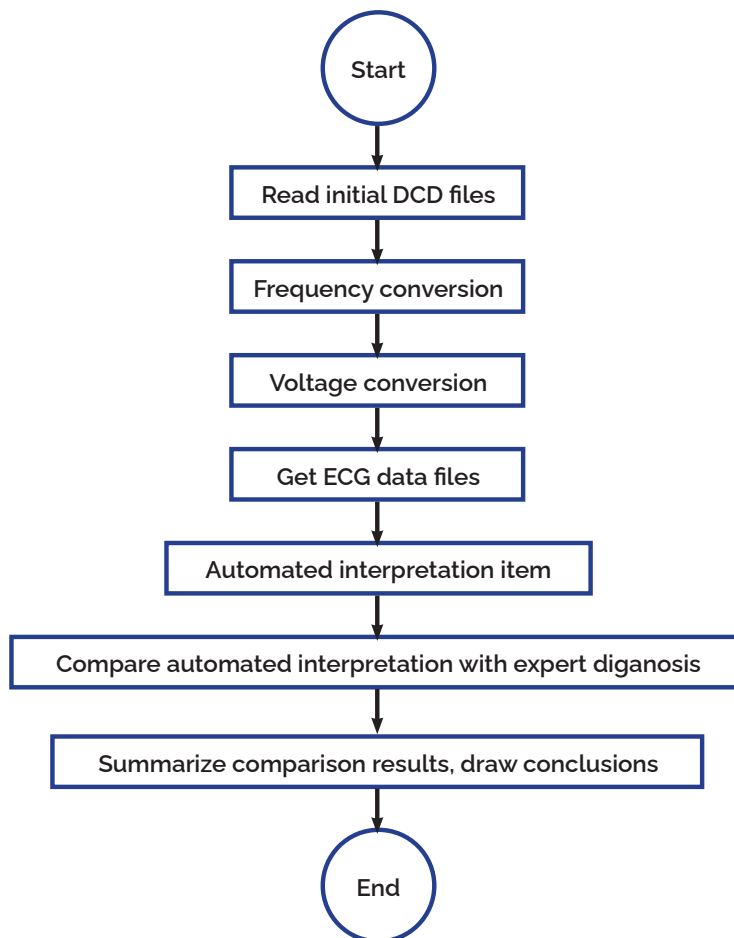 Start
Read initial DCD files
Frequency conversion
Voltage conversion
Get ECG data files
Automated interpretation item
Compare automated interpretation with expert diganosis
Summarize comparison results, draw conclusions
End